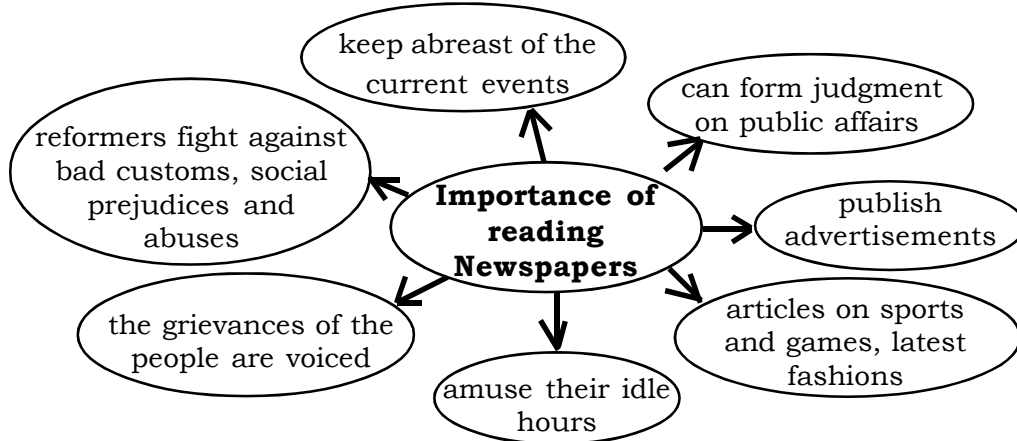 keep abreast of the
current events
can form judgment
on public affairs
reformers fight against
bad customs, social
prejudices and
abuses
Importance of
reading
Newspapers
publish
advertisements
the grievances of the
people are voiced
articles on sports
and games, latest
fashions
amuse their idle
hours